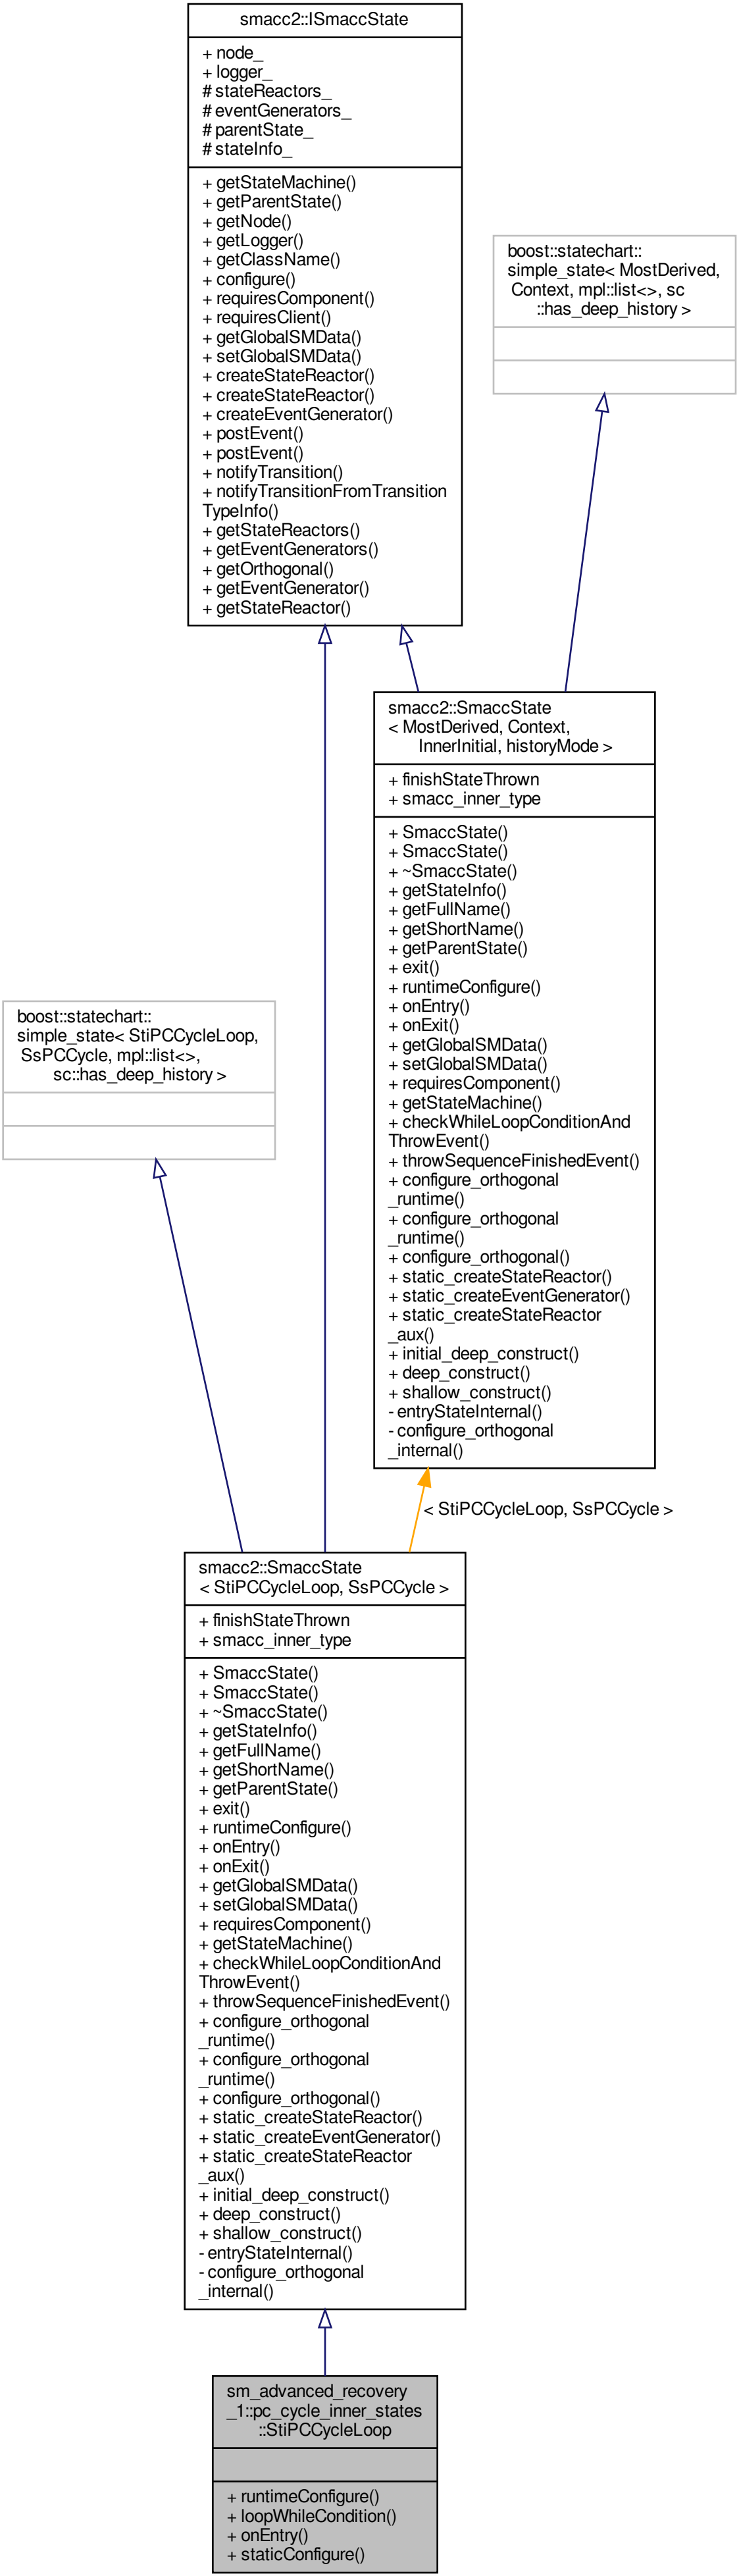 smacc2::ISmaccState
+ node_
+ logger_
# stateReactors_
# eventGenerators_
# parentState_
# stateInfo_
+ getStateMachine()
+ getParentState()
+ getNode()
+ getLogger()
+ getClassName()
+ configure()
+ requiresComponent()
+ requiresClient()
+ getGlobalSMData()
+ setGlobalSMData()
+ createStateReactor()
+ createStateReactor()
+ createEventGenerator()
+ postEvent()
+ postEvent()
+ notifyTransition()
+ notifyTransitionFromTransition
TypeInfo()
+ getStateReactors()
+ getEventGenerators()
+ getOrthogonal()
+ getEventGenerator()
+ getStateReactor()
boost::statechart::
simple_state< MostDerived,
Context, mpl::list<>, sc
::has_deep_history >
smacc2::SmaccState
< MostDerived, Context,
InnerInitial, historyMode >
+ finishStateThrown
+ smacc_inner_type
+ SmaccState()
+ SmaccState()
+ ~SmaccState()
+ getStateInfo()
+ getFullName()
+ getShortName()
+ getParentState()
+ exit()
+ runtimeConfigure()
+ onEntry()
+ onExit()
+ getGlobalSMData()
+ setGlobalSMData()
+ requiresComponent()
+ getStateMachine()
+ checkWhileLoopConditionAnd
ThrowEvent()
+ throwSequenceFinishedEvent()
+ configure_orthogonal
_runtime()
+ configure_orthogonal
_runtime()
+ configure_orthogonal()
+ static_createStateReactor()
+ static_createEventGenerator()
+ static_createStateReactor
_aux()
+ initial_deep_construct()
+ deep_construct()
+ shallow_construct()
- entryStateInternal()
- configure_orthogonal
_internal()
boost::statechart::
simple_state< StiPCCycleLoop,
SsPCCycle, mpl::list<>,
sc::has_deep_history >
< StiPCCycleLoop, SsPCCycle >
smacc2::SmaccState
< StiPCCycleLoop, SsPCCycle >
+ finishStateThrown
+ smacc_inner_type
+ SmaccState()
+ SmaccState()
+ ~SmaccState()
+ getStateInfo()
+ getFullName()
+ getShortName()
+ getParentState()
+ exit()
+ runtimeConfigure()
+ onEntry()
+ onExit()
+ getGlobalSMData()
+ setGlobalSMData()
+ requiresComponent()
+ getStateMachine()
+ checkWhileLoopConditionAnd
ThrowEvent()
+ throwSequenceFinishedEvent()
+ configure_orthogonal
_runtime()
+ configure_orthogonal
_runtime()
+ configure_orthogonal()
+ static_createStateReactor()
+ static_createEventGenerator()
+ static_createStateReactor
_aux()
+ initial_deep_construct()
+ deep_construct()
+ shallow_construct()
- entryStateInternal()
- configure_orthogonal
_internal()
sm_advanced_recovery
_1::pc_cycle_inner_states
::StiPCCycleLoop
+ runtimeConfigure()
+ loopWhileCondition()
+ onEntry()
+ staticConfigure()